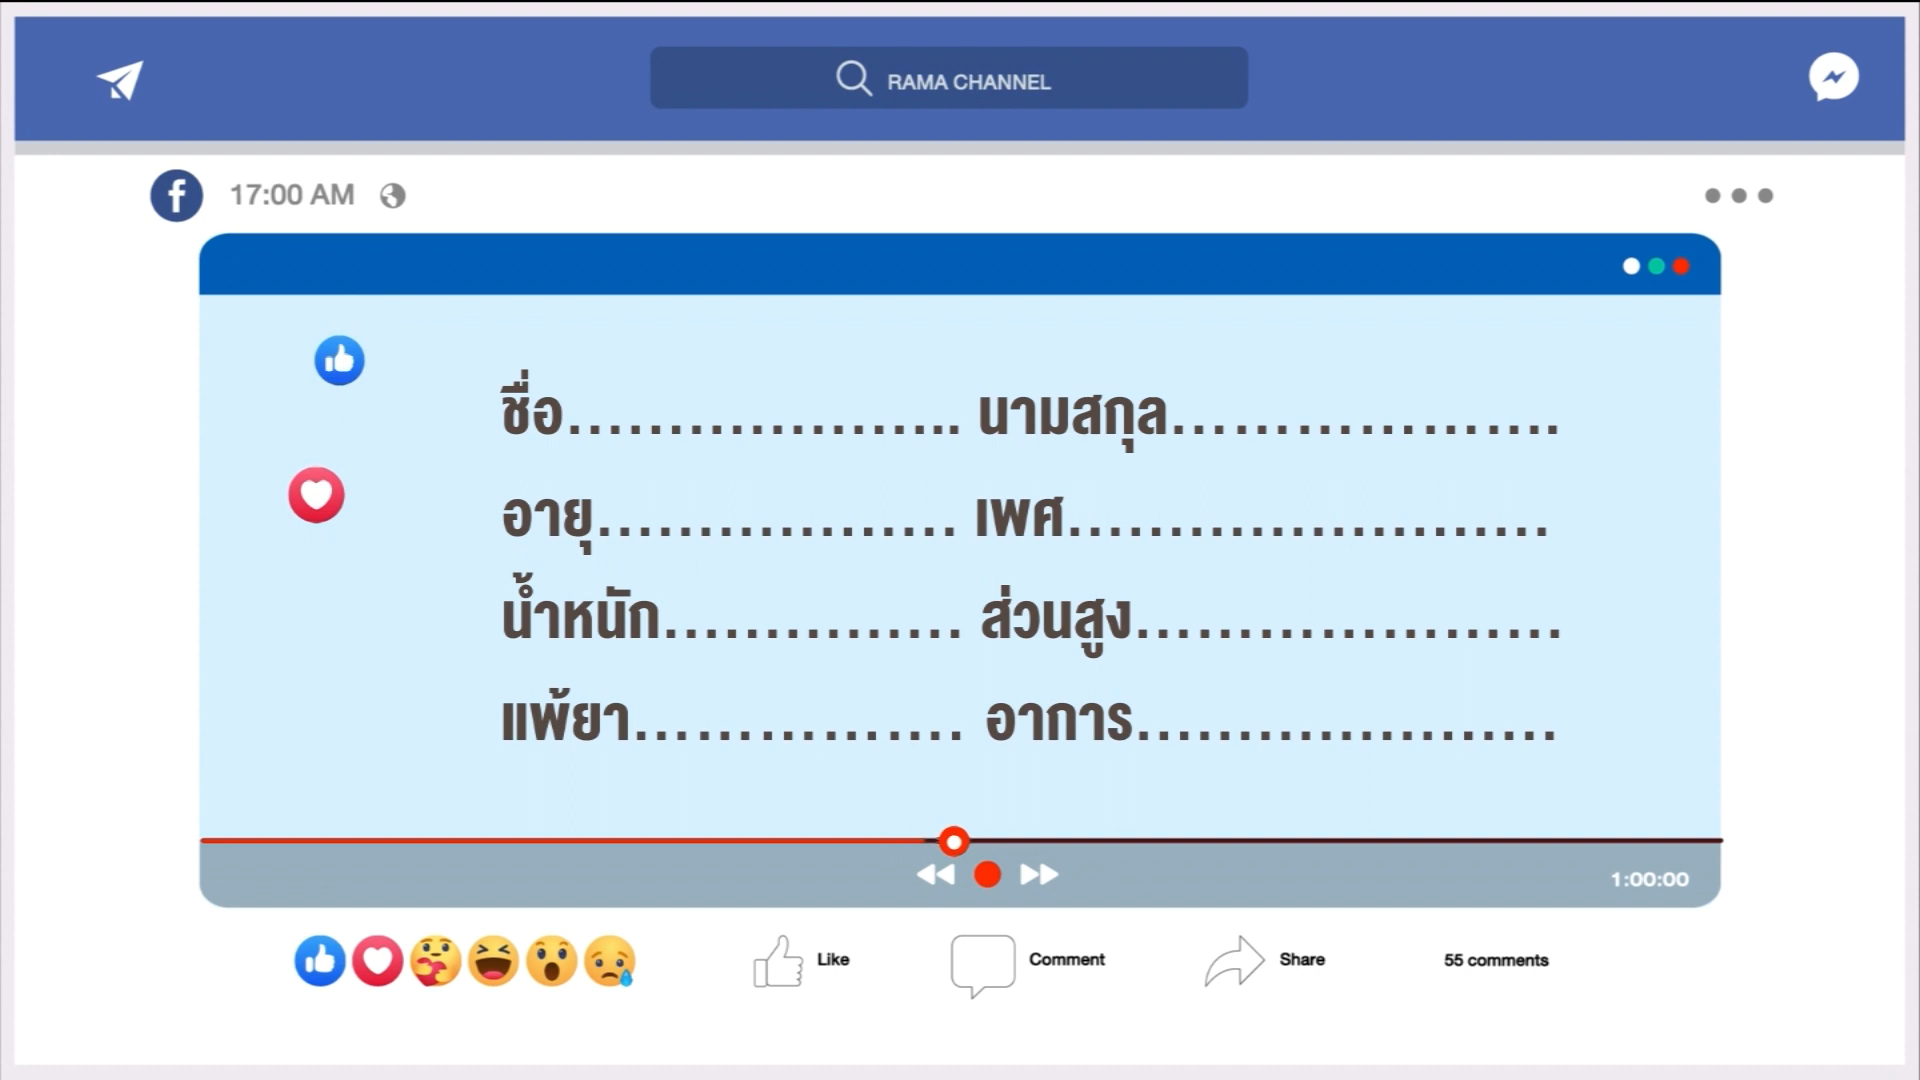 RAMA CHANNEL
17:00 AM
ชื่อ………………….. นามสกุล……………………
อายุ……………… เพศ……………………
น้ำหนัก…………… ส่วนสูง…………………
แพ้ยา……………… อาการ…………………
1:00:00
Like
Comment
Share
55 comments